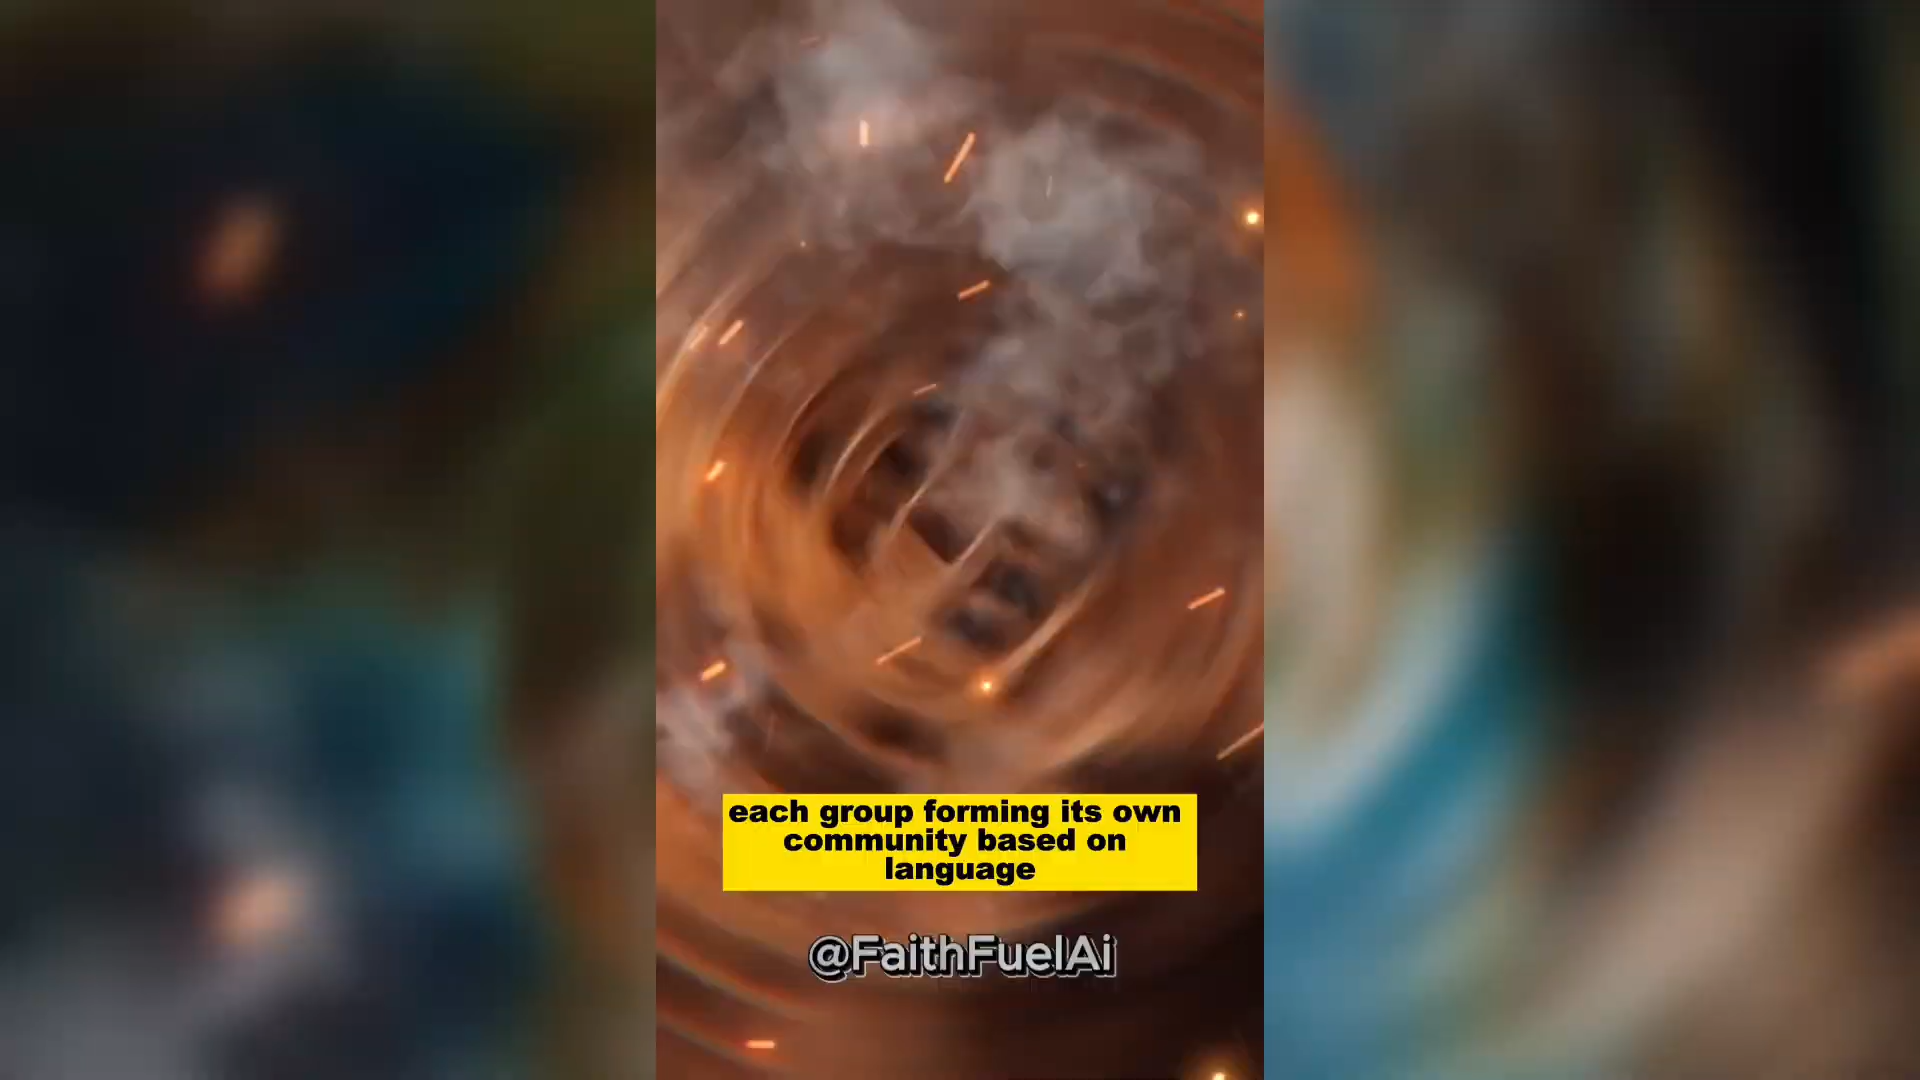 each group forming its own
community based on
language
@FaithFuelAi